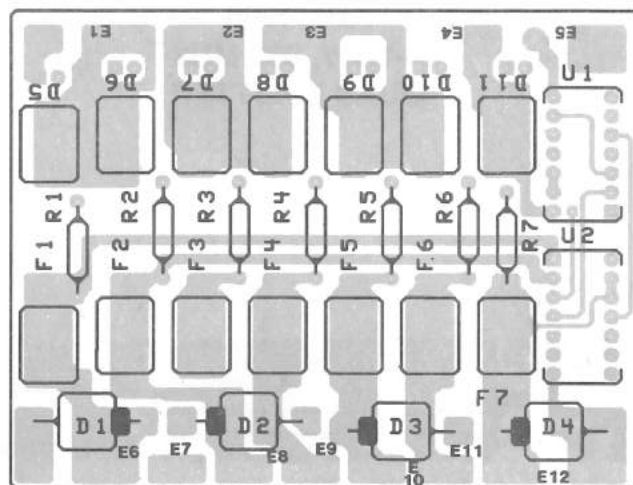 E1 E2 E3 E4 E5
D5 D6 D7 D8 D9 D10 D11 U1
R1 R2 R3 R4 R5 R6 R7
F1 F2 F3 F4 F5 F6 U2
F7
D1 D2 D3 D4
E6 E7 E8 E9 E10 E11 E12